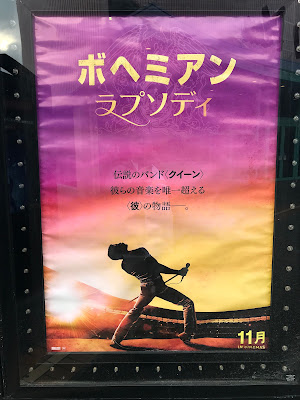 ボヘミアン
ラプソディ
伝説のバンド〈クイーン〉
彼らの音楽を唯一超える
〈彼〉の物語──。
11月